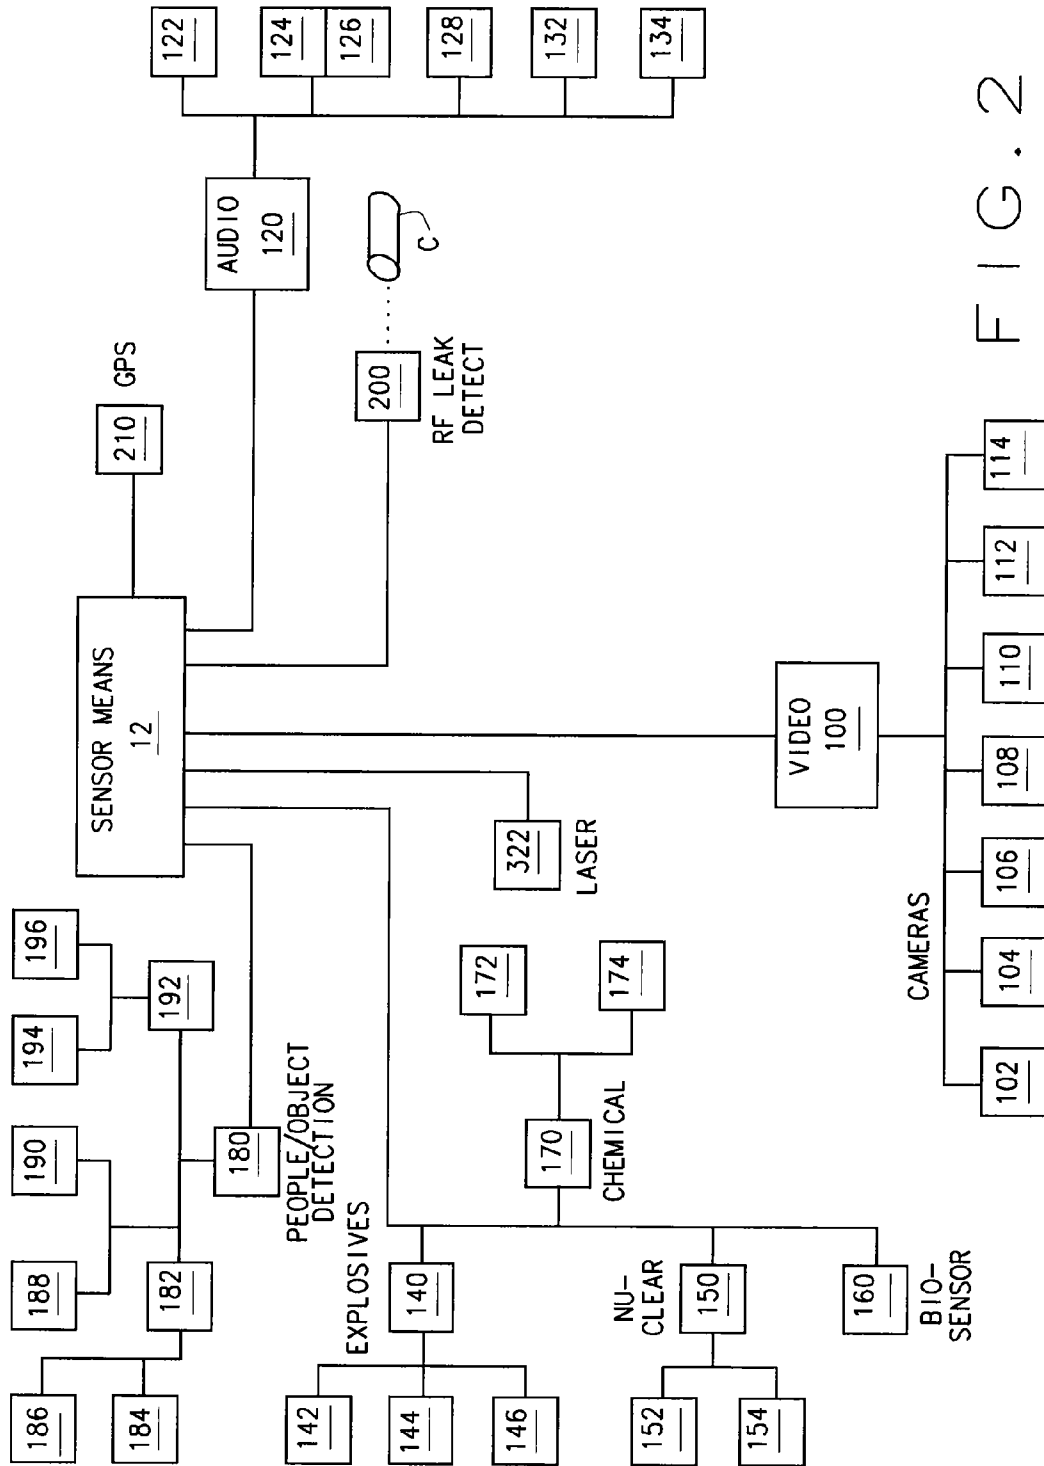 186
184
188
190
194
196
182
192
180
PEOPLE/OBJECT
DETECTION
SENSOR MEANS
12
210
GPS
AUDIO
120
122
124
126
128
132
134
200
RF LEAK
DETECT
C
EXPLOSIVES
140
142
144
146
NU-
CLEAR
150
152
154
160
BIO-
SENSOR
170
CHEMICAL
172
174
322
LASER
VIDEO
100
CAMERAS
102
104
106
108
110
112
114
FIG. 2